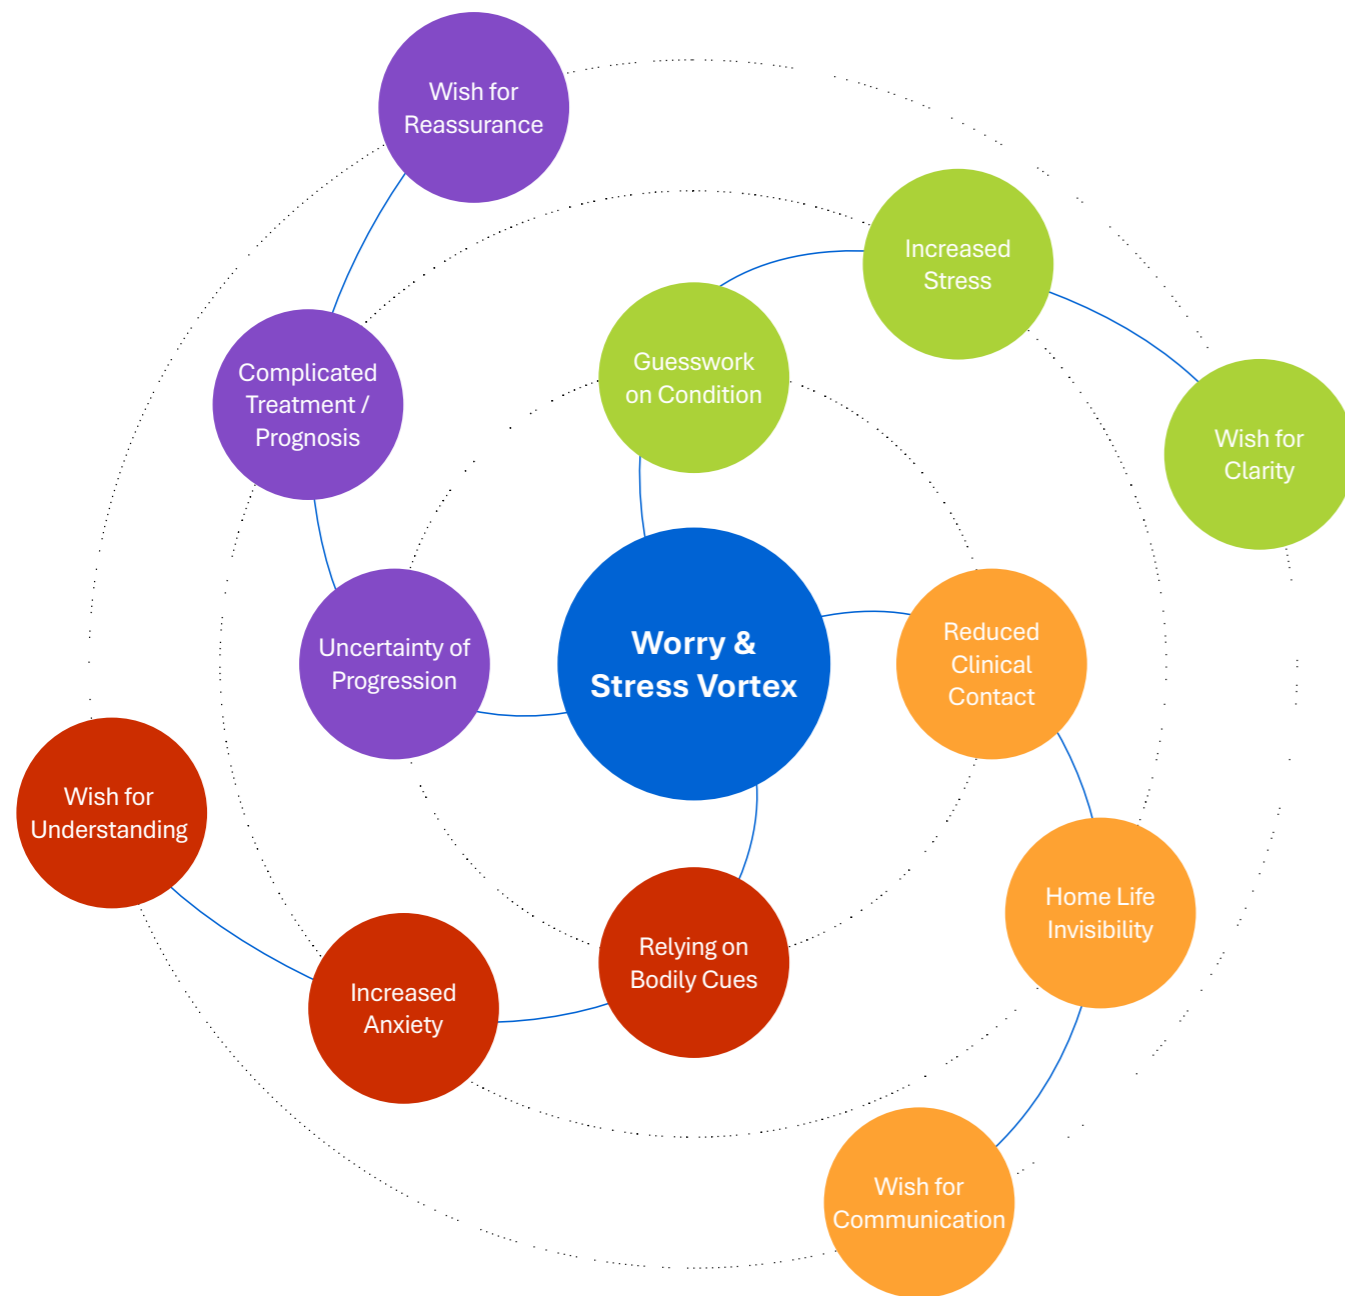 Wish for
Reassurance
Increased
Stress
Guesswork
on Condition
Complicated
Treatment /
Prognosis
Wish for
Clarity
Uncertainty of
Progression
Worry &
Stress Vortex
Reduced
Clinical
Contact
Wish for
Understanding
Home Life
Invisibility
Relying on
Bodily Cues
Increased
Anxiety
Wish for
Communication